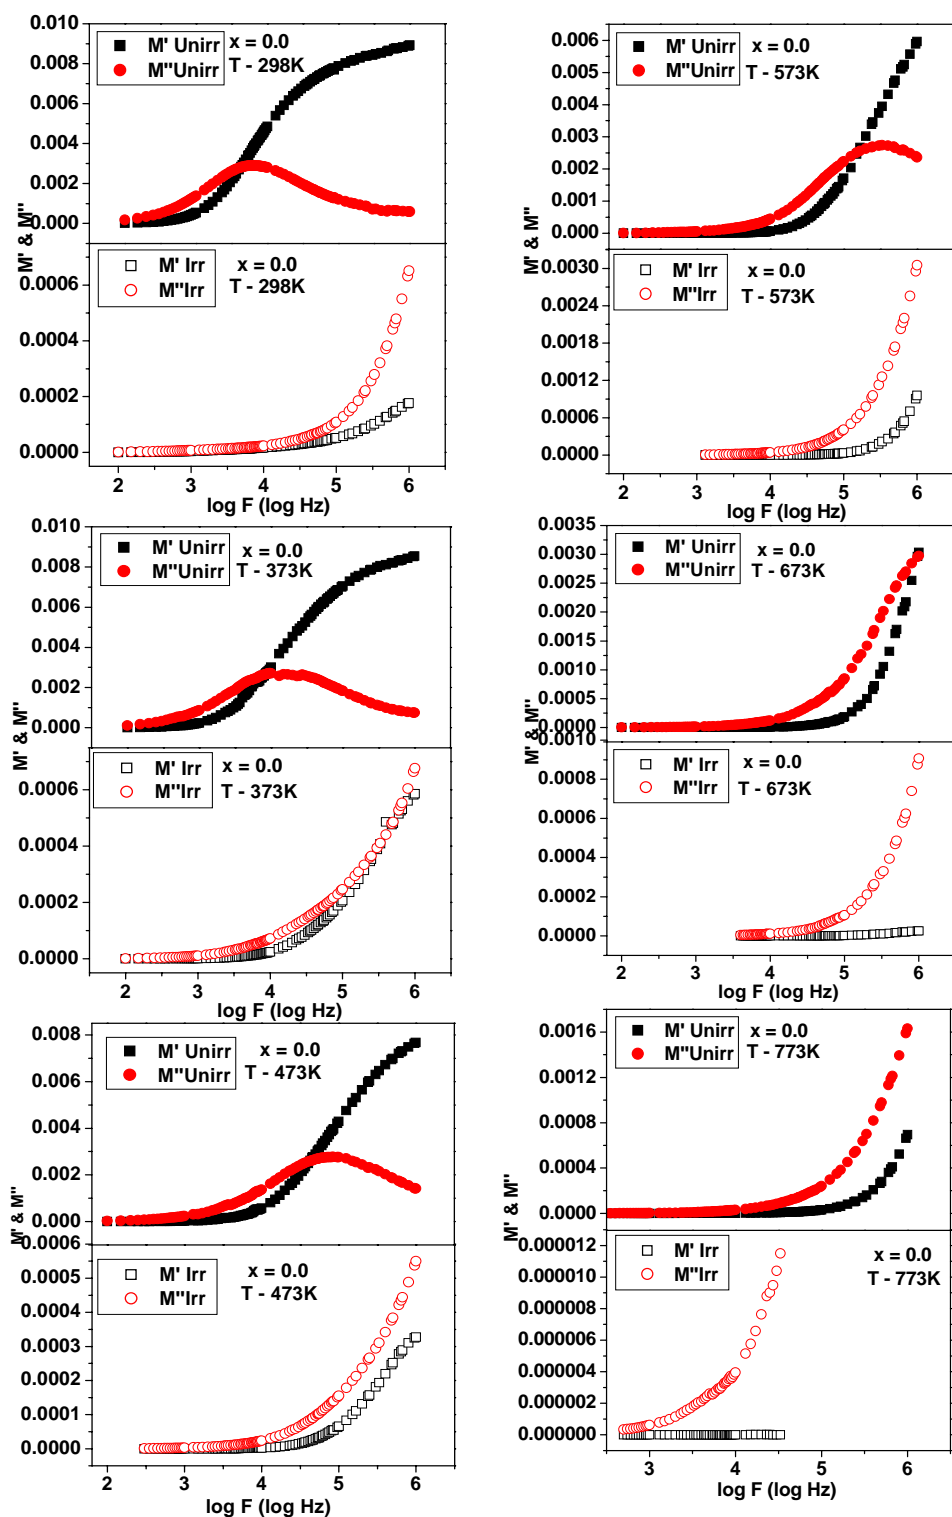 0.010
M' Unirr
x = 0.0
M''Unirr
T - 298K
0.008
0.006
0.004
0.002
0.000
M' Irr
x = 0.0
M''Irr
T - 298K
0.0006
0.0004
0.0002
0.0000
M' & M''
2 3 4 5 6
log F (log Hz)
0.006
M' Unirr
x = 0.0
M''Unirr
T - 573K
0.005
0.003
0.002
0.000
0.0030
M' Irr
x = 0.0
M''Irr
T - 573K
0.0024
0.0018
0.0012
0.0006
0.0000
M' & M''
2 3 4 5 6
log F (log Hz)
0.010
M' Unirr
x = 0.0
M''Unirr
T - 373K
0.008
0.006
0.004
0.002
0.000
M' Irr
x = 0.0
M''Irr
T - 373K
0.0006
0.0004
0.0002
0.0000
M' & M''
2 3 4 5 6
log F (log Hz)
0.0035
M' Unirr
x = 0.0
M''Unirr
T - 673K
0.0030
0.0025
0.0020
0.0015
0.0010
0.0005
0.0000
0.0010
M' Irr
x = 0.0
M''Irr
T - 673K
0.0008
0.0006
0.0004
0.0002
0.0000
M' & M''
2 3 4 5 6
log F (log Hz)
0.008
M' Unirr
x = 0.0
M''Unirr
T - 473K
0.006
0.004
0.002
0.000
0.0006
M' Irr
x = 0.0
M''Irr
T - 473K
0.0005
0.0004
0.0003
0.0002
0.0001
0.0000
M' & M''
2 3 4 5 6
log F (log Hz)
0.0016
M' Unirr
x = 0.0
M''Unirr
T - 773K
0.0012
0.0008
0.0004
0.0000
0.000012
M' Irr
x = 0.0
M''Irr
T - 773K
0.000010
0.000008
0.000006
0.000004
0.000002
0.000000
M' & M''
3 4 5 6
log F (log Hz)